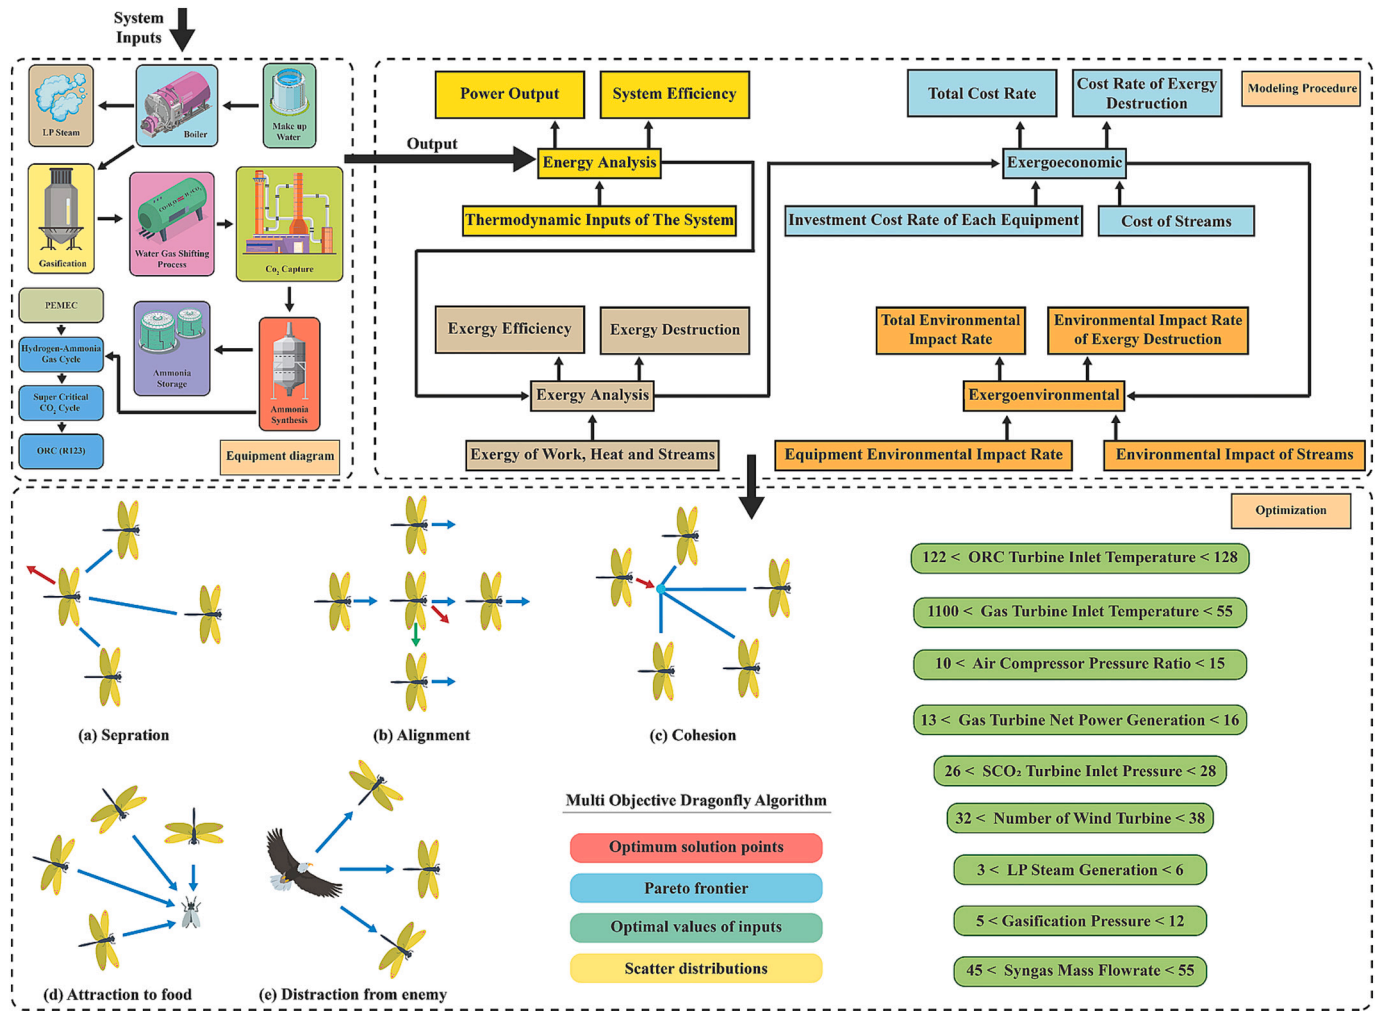 System
Inputs
LP Steam
Boiler
Make up
Water
Gasification
CO+H₂O ⇌ H₂+CO₂
Water Gas Shifting
Process
Co₂ Capture
PEMEC
Hydrogen-Ammonia
Gas Cycle
Super Critical
CO₂ Cycle
ORC (R123)
Ammonia
Storage
Ammonia
Synthesis
Equipment diagram
Output
Power Output
System Efficiency
Energy Analysis
Thermodynamic Inputs of The System
Total Cost Rate
Cost Rate of Exergy
Destruction
Modeling Procedure
Exergoeconomic
Investment Cost Rate of Each Equipment
Cost of Streams
Exergy Efficiency
Exergy Destruction
Exergy Analysis
Exergy of Work, Heat and Streams
Total Environmental
Impact Rate
Environmental Impact Rate
of Exergy Destruction
Exergoenvironmental
Equipment Environmental Impact Rate
Environmental Impact of Streams
Optimization
(a) Sepration
(b) Alignment
(c) Cohesion
(d) Attraction to food
(e) Distraction from enemy
Multi Objective Dragonfly Algorithm
Optimum solution points
Pareto frontier
Optimal values of inputs
Scatter distributions
122 < ORC Turbine Inlet Temperature < 128
1100 < Gas Turbine Inlet Temperature < 55
10 < Air Compressor Pressure Ratio < 15
13 < Gas Turbine Net Power Generation < 16
26 < SCO₂ Turbine Inlet Pressure < 28
32 < Number of Wind Turbine < 38
3 < LP Steam Generation < 6
5 < Gasification Pressure < 12
45 < Syngas Mass Flowrate < 55